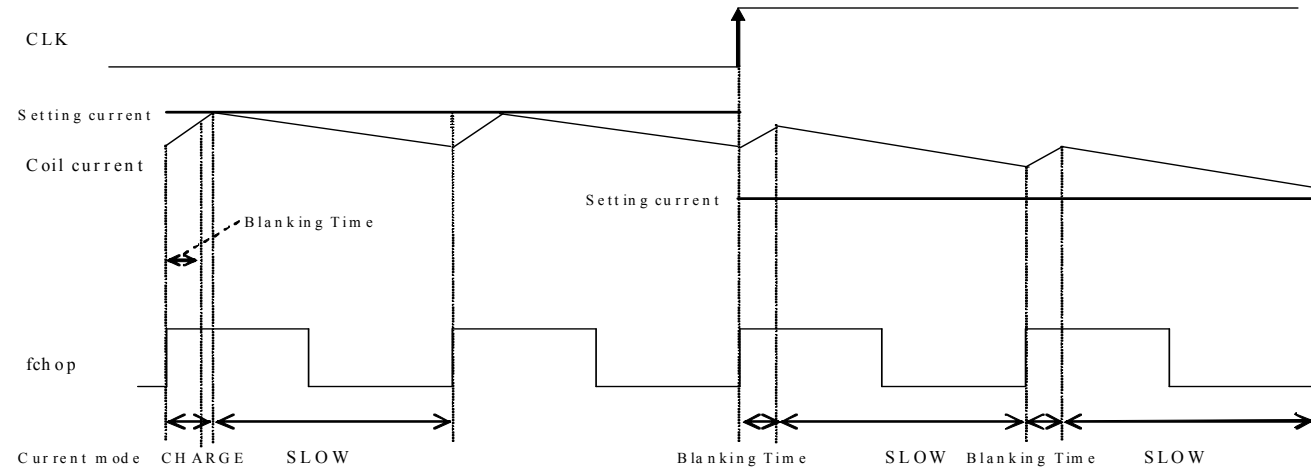 CLK
Setting current
Coil current
Setting current
Blanking Time
fchop
Current mode CHARGE SLOW Blanking Time SLOW Blanking Time SLOW